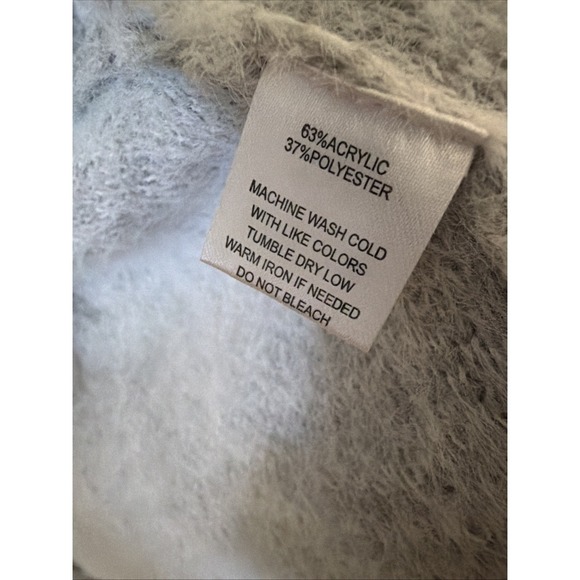 63%ACRYLIC
37%POLYESTER
MACHINE WASH COLD
WITH LIKE COLORS
TUMBLE DRY LOW
WARM IRON IF NEEDED
DO NOT BLEACH